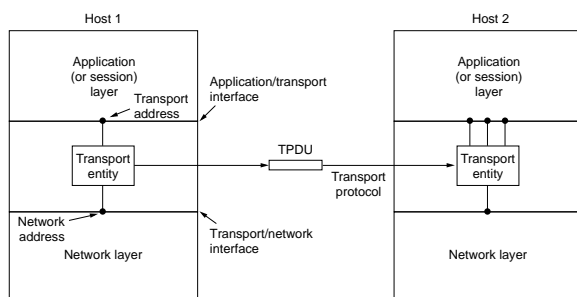 Host 1
Host 2
Application
(or session)
layer
Application/transport
interface
Application
(or session)
layer
Transport
address
Transport
entity
TPDU
Transport
protocol
Transport
entity
Network
address
Transport/network
interface
Network layer
Network layer